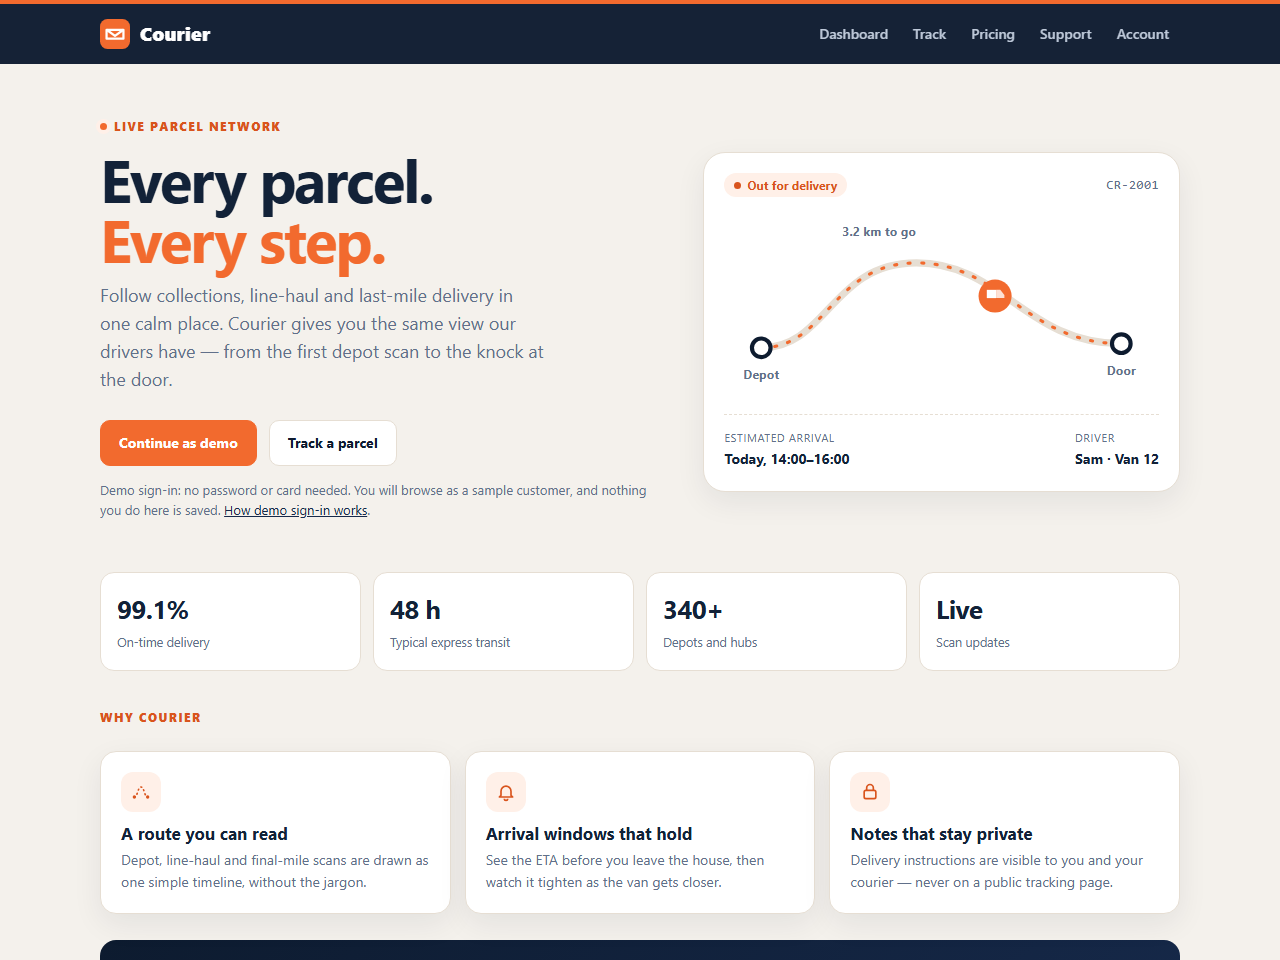 Courier
Dashboard
Track
Pricing
Support
Account
LIVE PARCEL NETWORK
Every parcel.
Every step.
Follow collections, line-haul and last-mile delivery in
one calm place. Courier gives you the same view our
drivers have — from the first depot scan to the knock at
the door.
Continue as demo
Track a parcel
Demo sign-in: no password or card needed. You will browse as a sample customer, and nothing
you do here is saved. How demo sign-in works.
Out for delivery
CR-2001
3.2 km to go
Depot
Door
ESTIMATED ARRIVAL
Today, 14:00–16:00
DRIVER
Sam · Van 12
99.1%
On-time delivery
48 h
Typical express transit
340+
Depots and hubs
Live
Scan updates
WHY COURIER
A route you can read
Depot, line-haul and final-mile scans are drawn as
one simple timeline, without the jargon.
Arrival windows that hold
See the ETA before you leave the house, then
watch it tighten as the van gets closer.
Notes that stay private
Delivery instructions are visible to you and your
courier — never on a public tracking page.